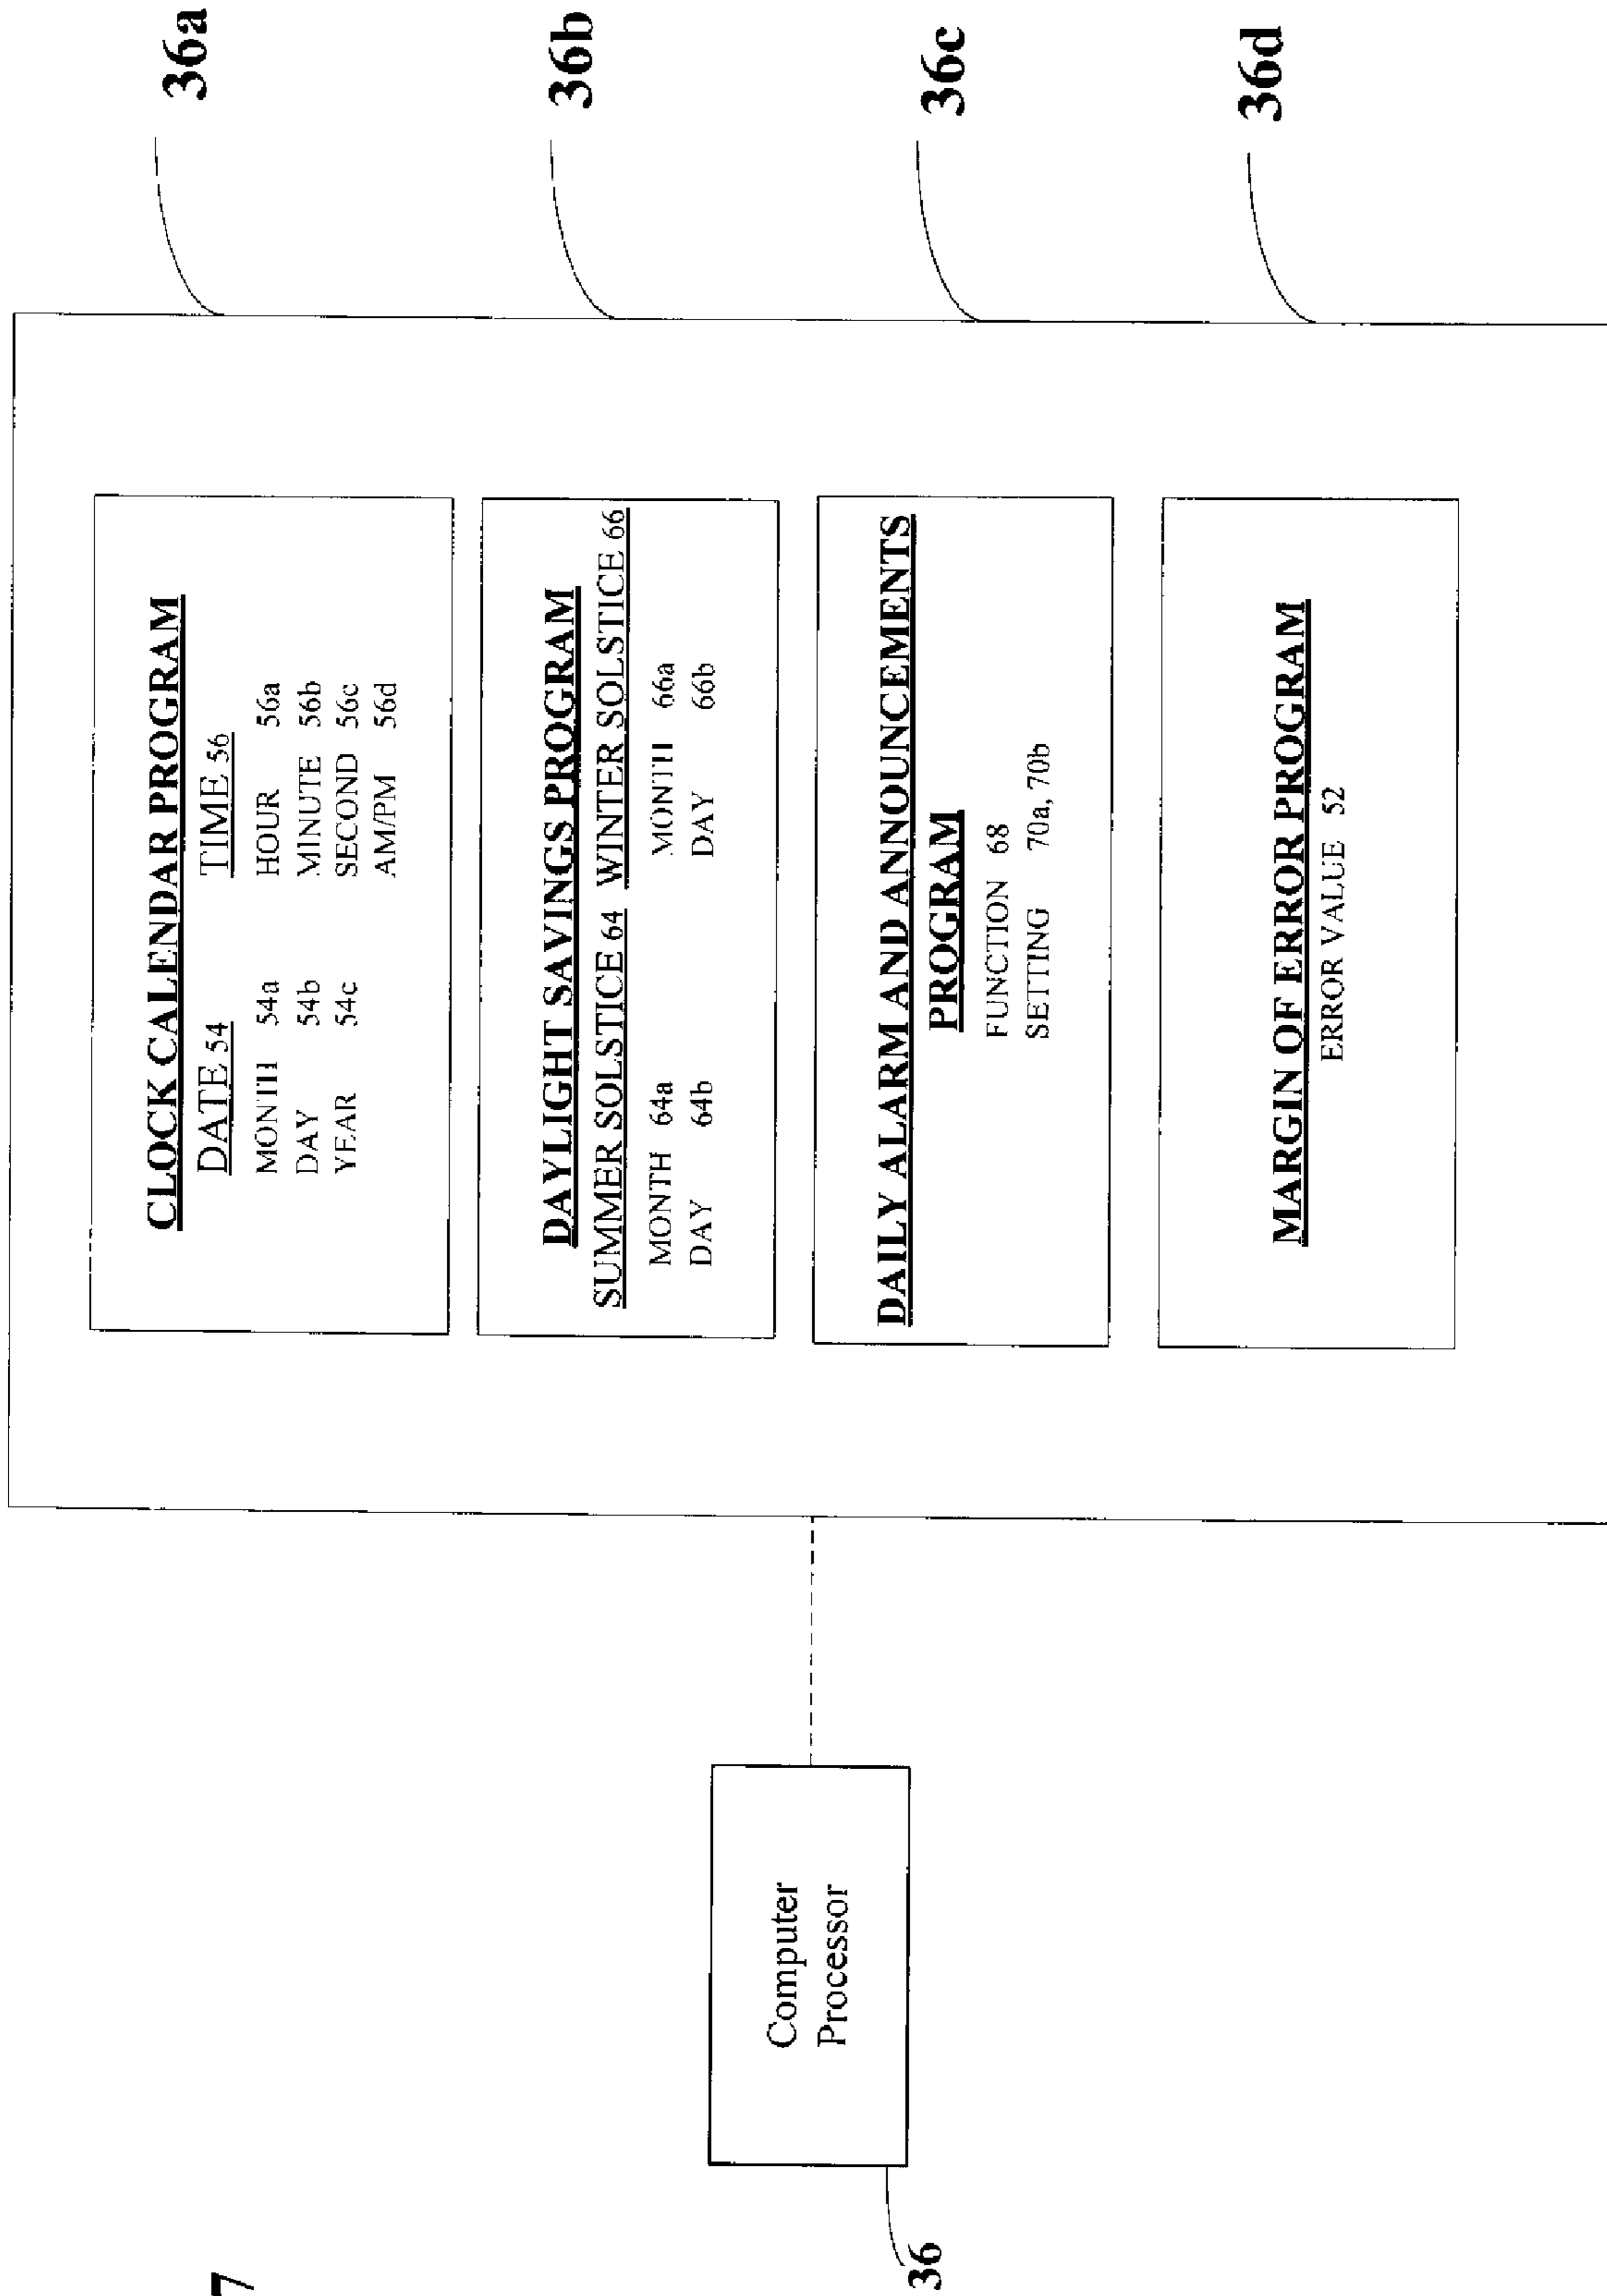 7
36
Computer
Processor
CLOCK CALENDAR PROGRAM
DATE 54 TIME 56
MONTH 54a HOUR 56a
DAY 54b MINUTE 56b
YEAR 54c SECOND 56c
AM/PM 56d
36a
DAYLIGHT SAVINGS PROGRAM
SUMMER SOLSTICE 64 WINTER SOLSTICE 66
MONTH 64a MONTH 66a
DAY 64b DAY 66b
36b
DAILY ALARM AND ANNOUNCEMENTS
PROGRAM
FUNCTION 68
SETTING 70a, 70b
36c
MARGIN OF ERROR PROGRAM
ERROR VALUE 52
36d